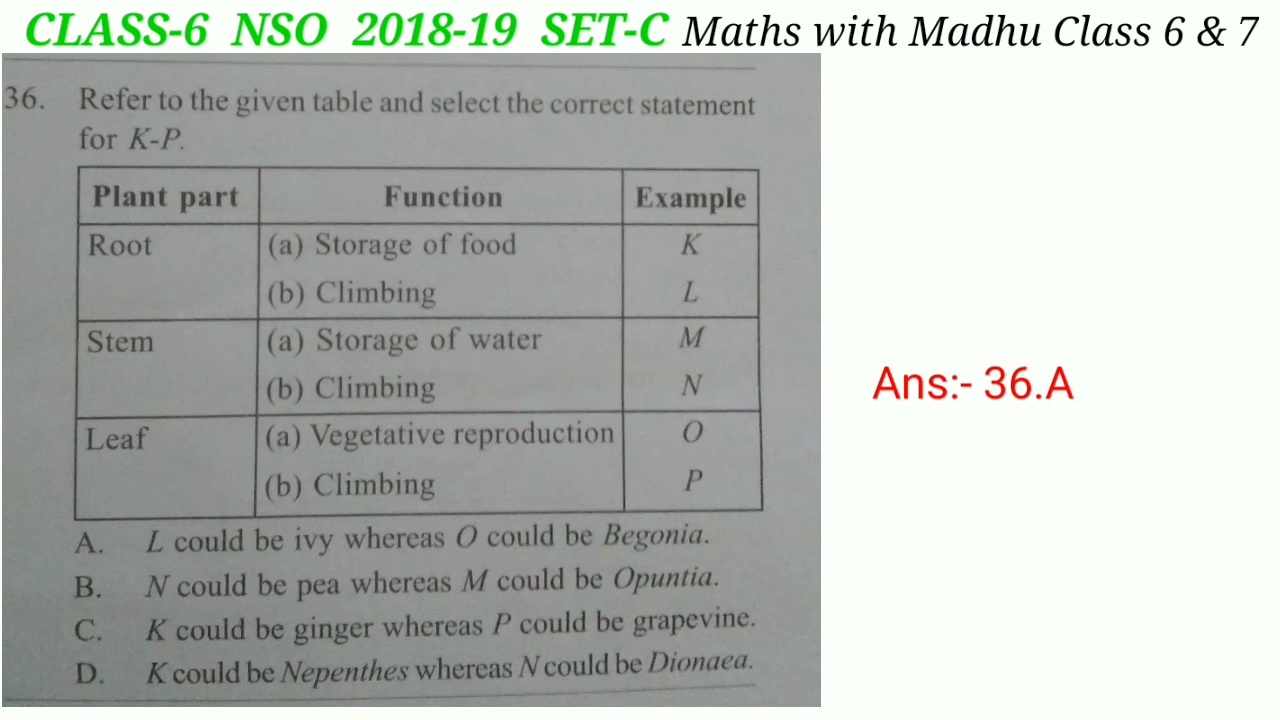 CLASS-6 NSO 2018-19 SET-C Maths with Madhu Class 6 & 7
36. Refer to the given table and select the correct statement
for K-P.
Plant part Function Example
Root (a) Storage of food K
(b) Climbing L
Stem (a) Storage of water M
(b) Climbing N
Leaf (a) Vegetative reproduction O
(b) Climbing P
A. L could be ivy whereas O could be Begonia.
B. N could be pea whereas M could be Opuntia.
C. K could be ginger whereas P could be grapevine.
D. K could be Nepenthes whereas N could be Dionaea.
Ans:- 36.A